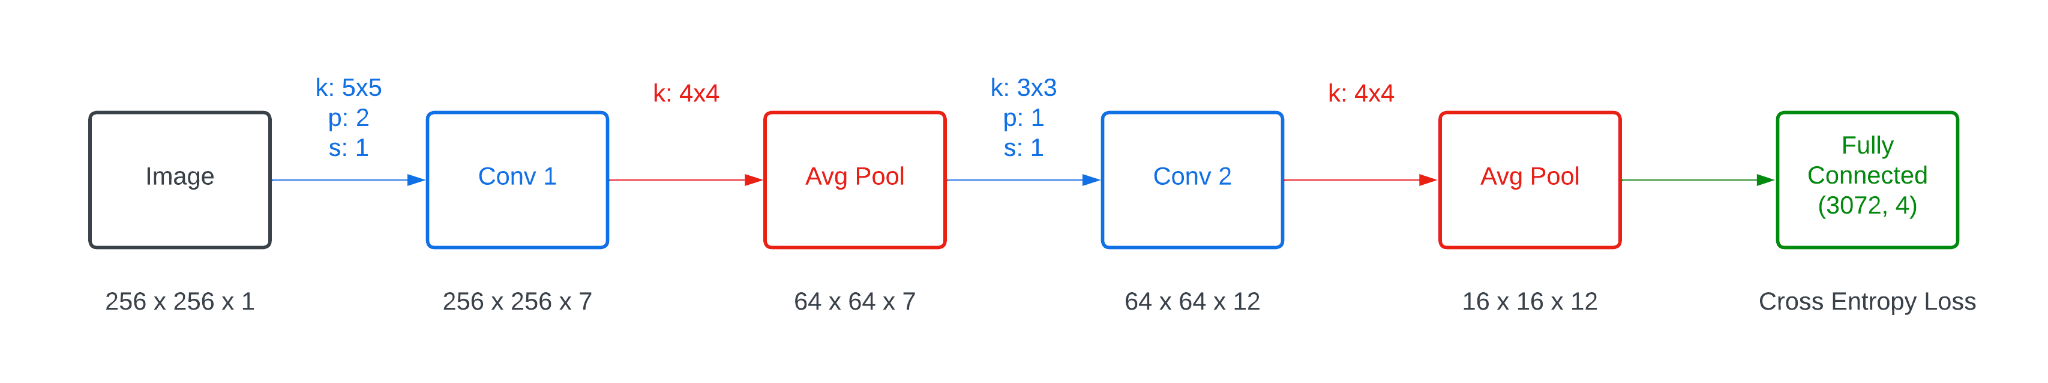 k: 5x5
p: 2
s: 1
k: 4x4
k: 3x3
p: 1
s: 1
k: 4x4
Image
Conv 1
Avg Pool
Conv 2
Avg Pool
Fully
Connected
(3072, 4)
256 x 256 x 1
256 x 256 x 7
64 x 64 x 7
64 x 64 x 12
16 x 16 x 12
Cross Entropy Loss